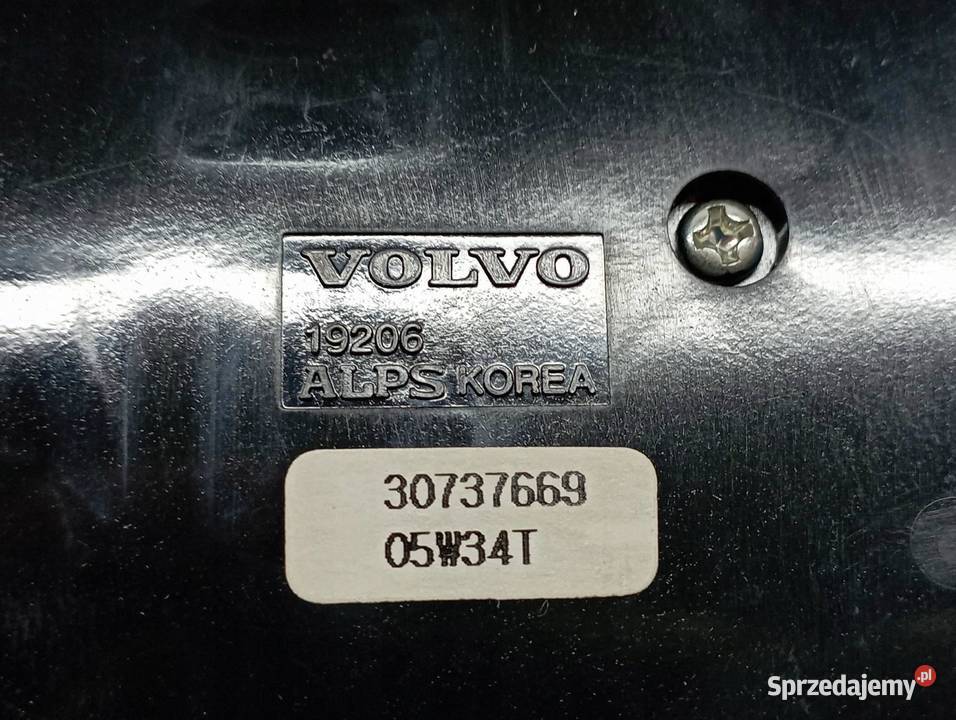 VOLVO
19206
ALPS KOREA
30737669
05W34T
Sprzedajemy.pl